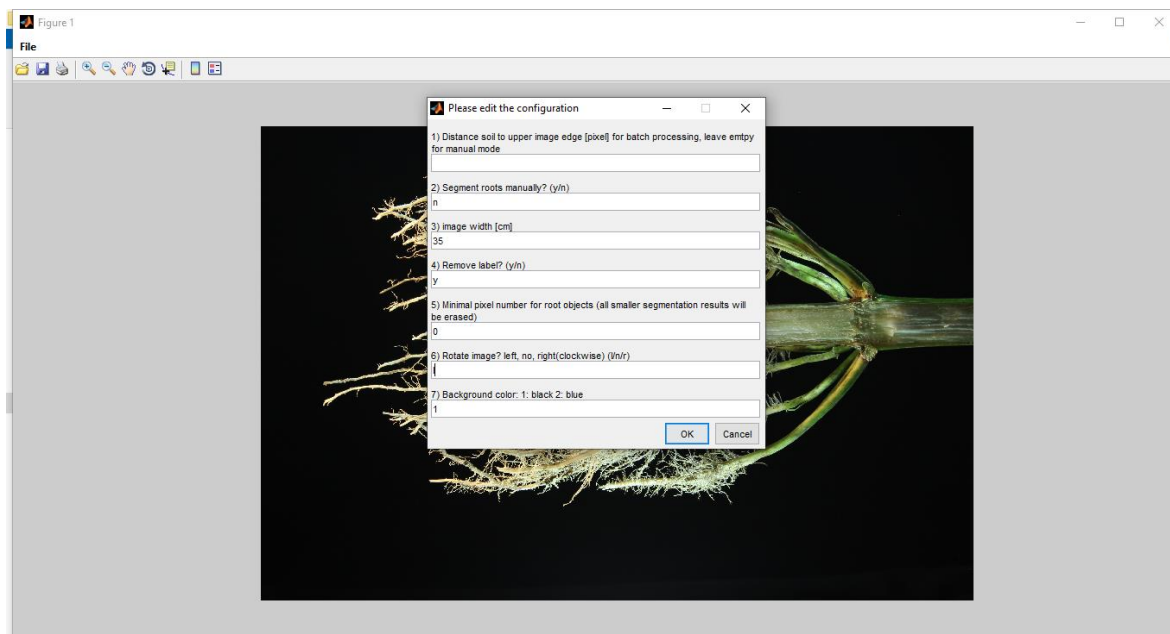 Figure 1
File
Please edit the configuration
1) Distance soil to upper image edge [pixel] for batch processing, leave emtpy
for manual mode
2) Segment roots manually? (y/n)
n
3) image width [cm]
35
4) Remove label? (y/n)
y
5) Minimal pixel number for root objects (all smaller segmentation results will
be erased)
0
6) Rotate image? left, no, right(clockwise) (l/n/r)
l
7) Background color: 1: black 2: blue
1
OK Cancel